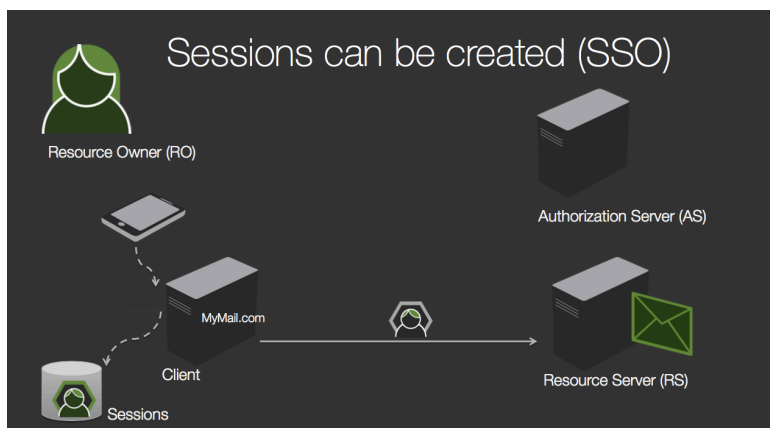 Sessions can be created (SSO)
Resource Owner (RO)
Authorization Server (AS)
MyMail.com
Client
Resource Server (RS)
Sessions